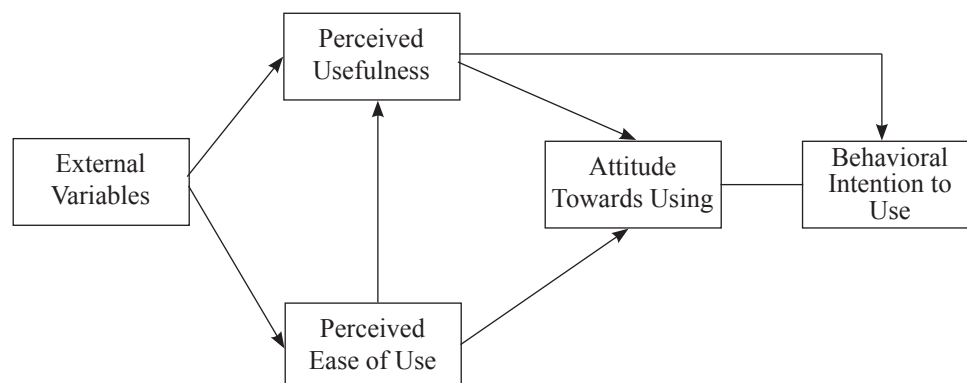 Perceived
Usefulness
External
Variables
Attitude
Towards Using
Behavioral
Intention to
Use
Perceived
Ease of Use